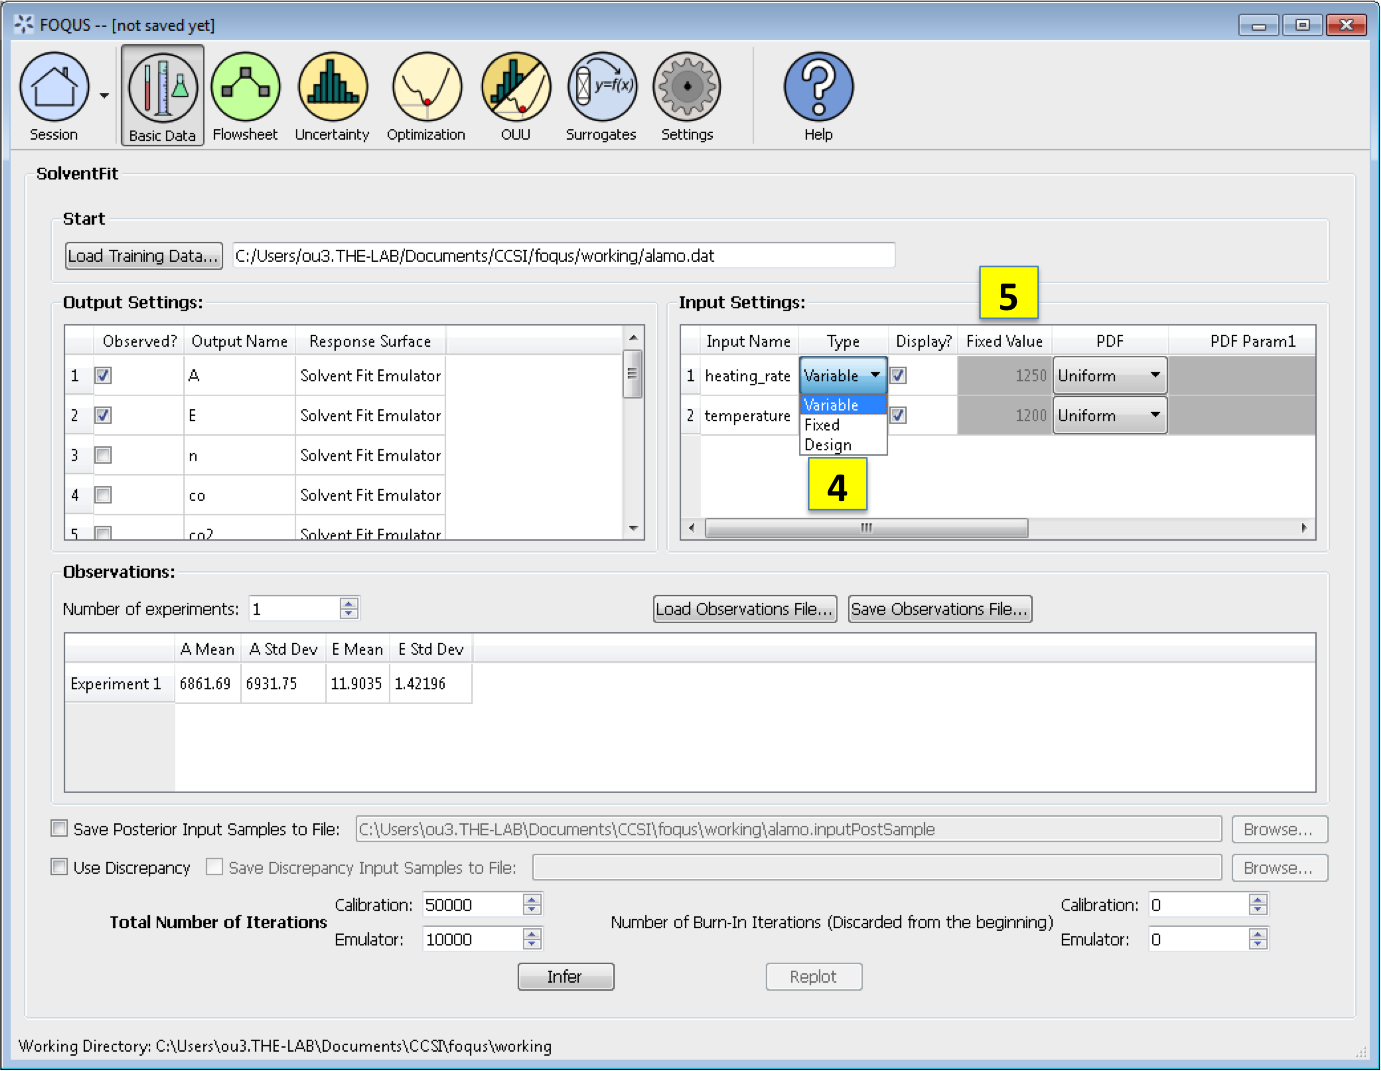 FOQUS -- [not saved yet]
y=f(x)
Session Basic Data Flowsheet Uncertainty Optimization OUU Surrogates Settings Help
SolventFit
Start
Load Training Data... C:/Users/ou3.THE-LAB/Documents/CCSI/foqus/working/alamo.dat
Output Settings:
Observed? Output Name Response Surface
1 A Solvent Fit Emulator
2 E Solvent Fit Emulator
3 n Solvent Fit Emulator
4 co Solvent Fit Emulator
5 co2 Solvent Fit Emulator
Input Settings:
5
Input Name Type Display? Fixed Value PDF PDF Param1
1 heating_rate Variable 1250 Uniform
2 temperature 1200 Uniform
Variable
Fixed
Design
4
Observations:
Number of experiments: 1 Load Observations File... Save Observations File...
A Mean A Std Dev E Mean E Std Dev
Experiment 1 6861.69 6931.75 11.9035 1.42196
Save Posterior Input Samples to File: C:\Users\ou3.THE-LAB\Documents\CCSI\foqus\working\alamo.inputPostSample Browse...
Use Discrepancy Save Discrepancy Input Samples to File: Browse...
Total Number of Iterations
Calibration: 50000
Emulator: 10000
Number of Burn-In Iterations (Discarded from the beginning)
Calibration: 0
Emulator: 0
Infer Replot
Working Directory: C:\Users\ou3.THE-LAB\Documents\CCSI\foqus\working